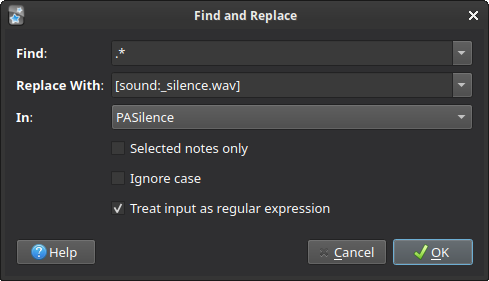 Find and Replace
Find: .*
Replace With: [sound:_silence.wav]
In: PASilence
Selected notes only
Ignore case
Treat input as regular expression
Help Cancel OK